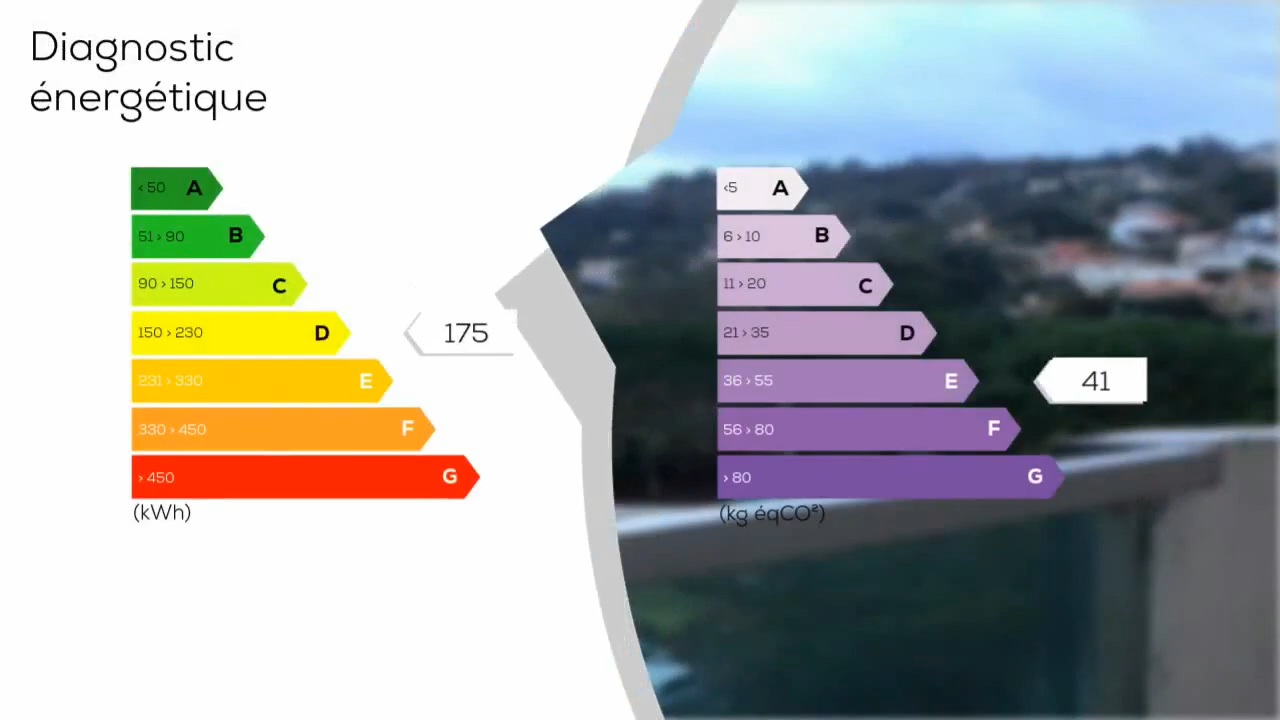 Diagnostic
énergétique
< 50 A
51 > 90 B
90 > 150 C
150 > 230 D
231 > 330 E
330 > 450 F
> 450 G
(kWh)
175
<5 A
6 > 10 B
11 > 20 C
21 > 35 D
36 > 55 E
56 > 80 F
> 80 G
(kg éqCO²)
41